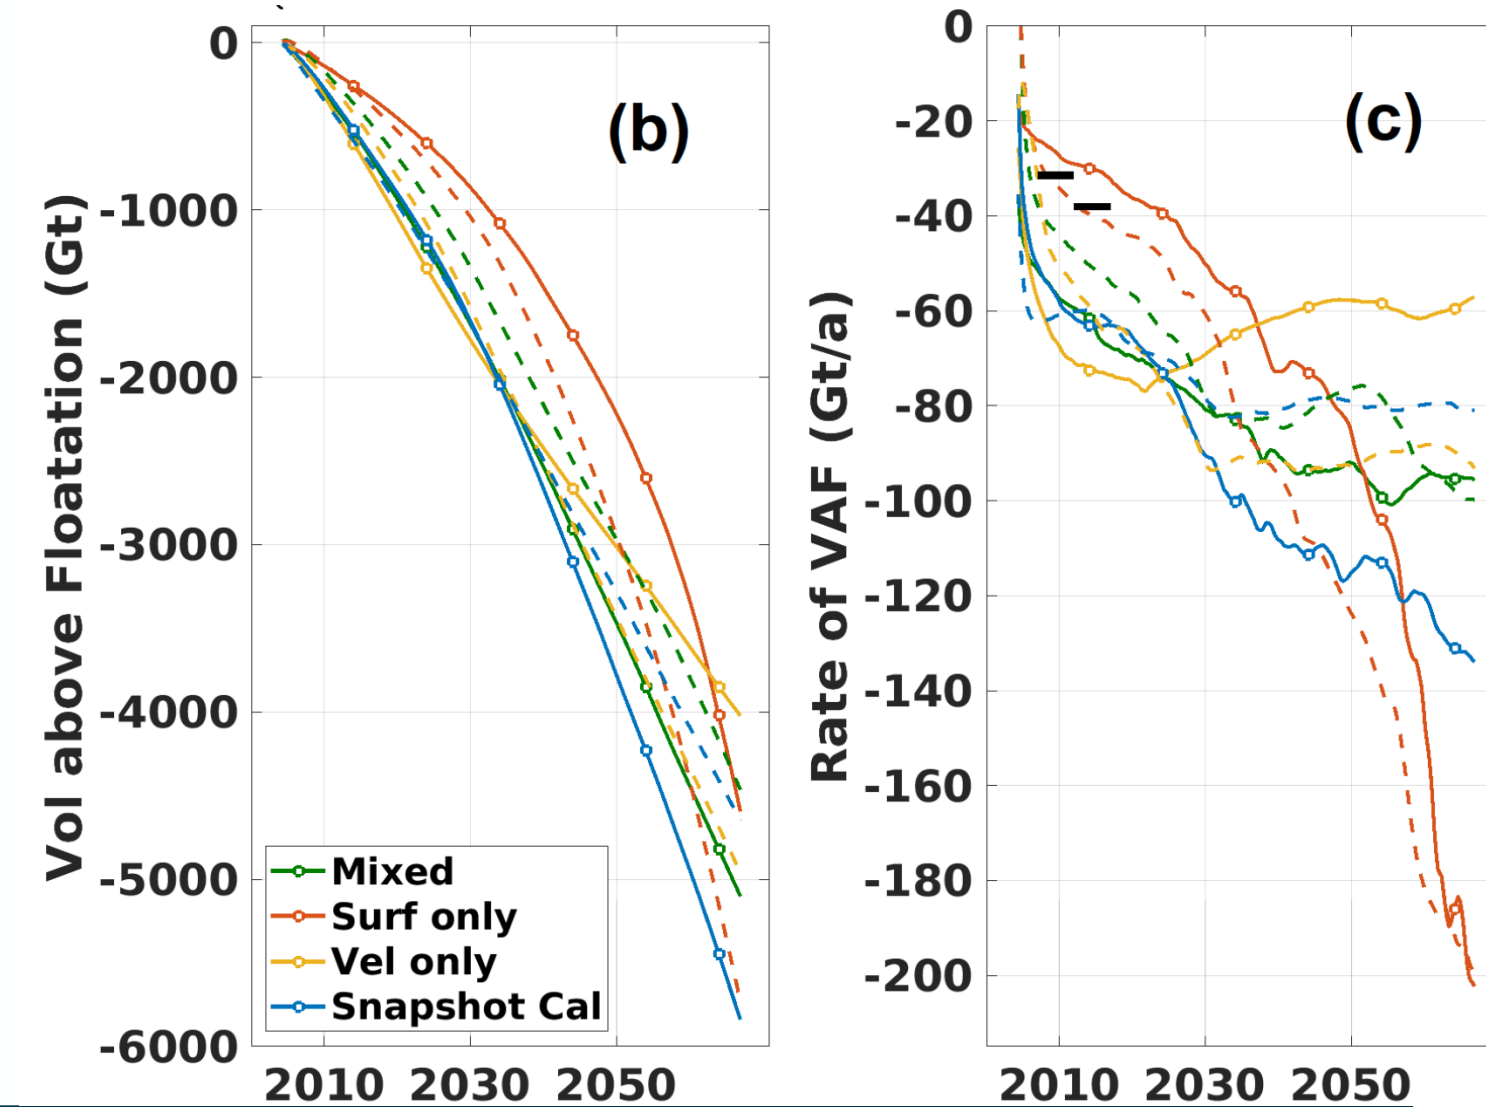 (b)
Vol above Floatation (Gt)
0
-1000
-2000
-3000
-4000
-5000
-6000
2010 2030 2050
Mixed
Surf only
Vel only
Snapshot Cal
(c)
Rate of VAF (Gt/a)
0
-20
-40
-60
-80
-100
-120
-140
-160
-180
-200
2010 2030 2050